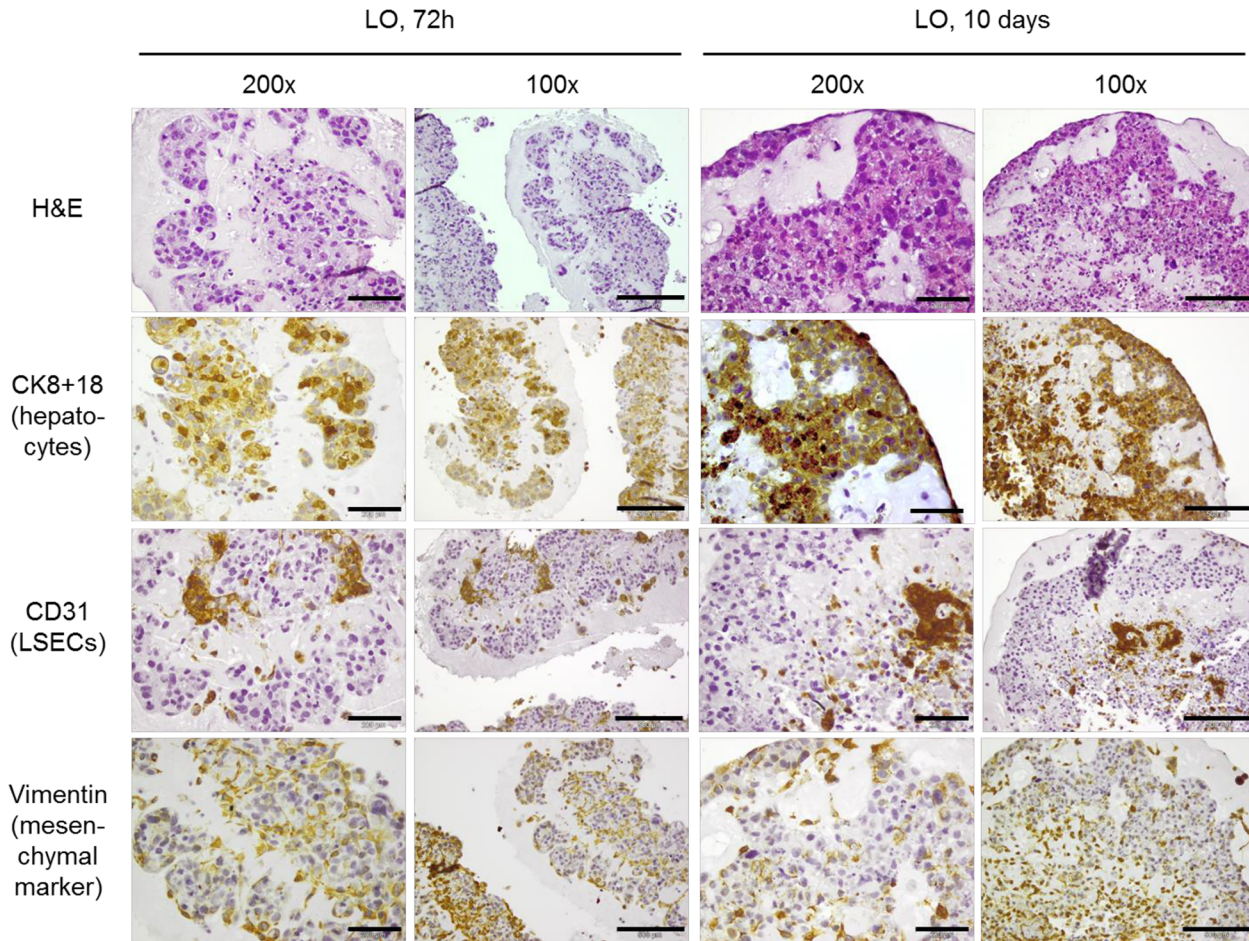 LO, 72h
LO, 10 days
200x
100x
200x
100x
H&E
CK8+18
(hepato-
cytes)
CD31
(LSECs)
Vimentin
(mesen-
chymal
marker)